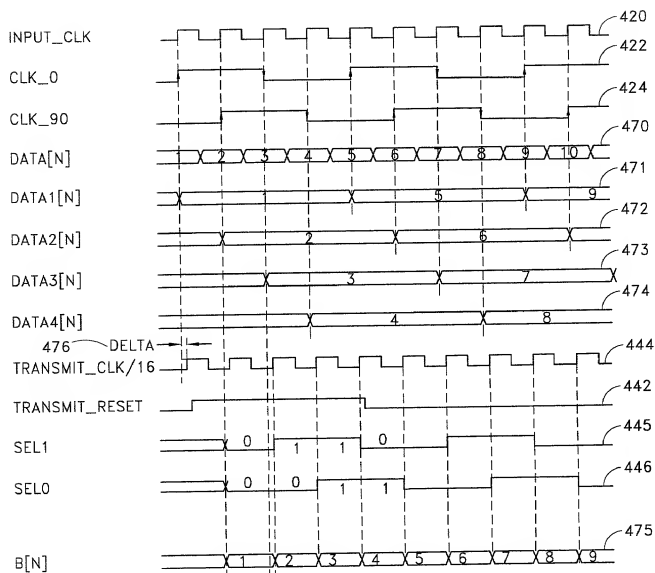 INPUT_CLK 420
CLK_0 422
CLK_90 424
DATA[N] 1 2 3 4 5 6 7 8 9 10 470
DATA1[N] 1 5 9 471
DATA2[N] 2 6 472
DATA3[N] 3 7 473
DATA4[N] 4 8 474
476 DELTA
TRANSMIT_CLK/16 444
TRANSMIT_RESET 442
SEL1 0 1 1 0 445
SEL0 0 0 1 1 446
B[N] 1 2 3 4 5 6 7 8 9 475